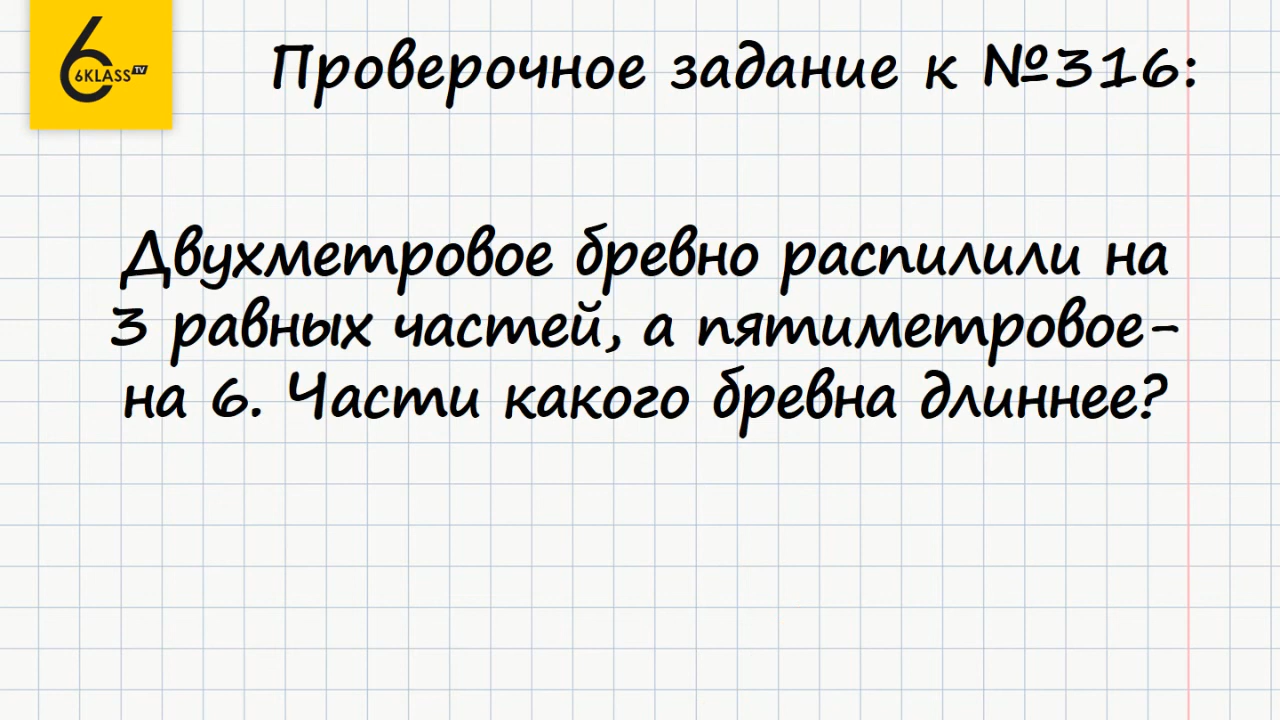 6KLASS TV
Проверочное задание к №316:
Двухметровое бревно распилили на
3 равных частей, а пятиметровое-
на 6. Части какого бревна длиннее?